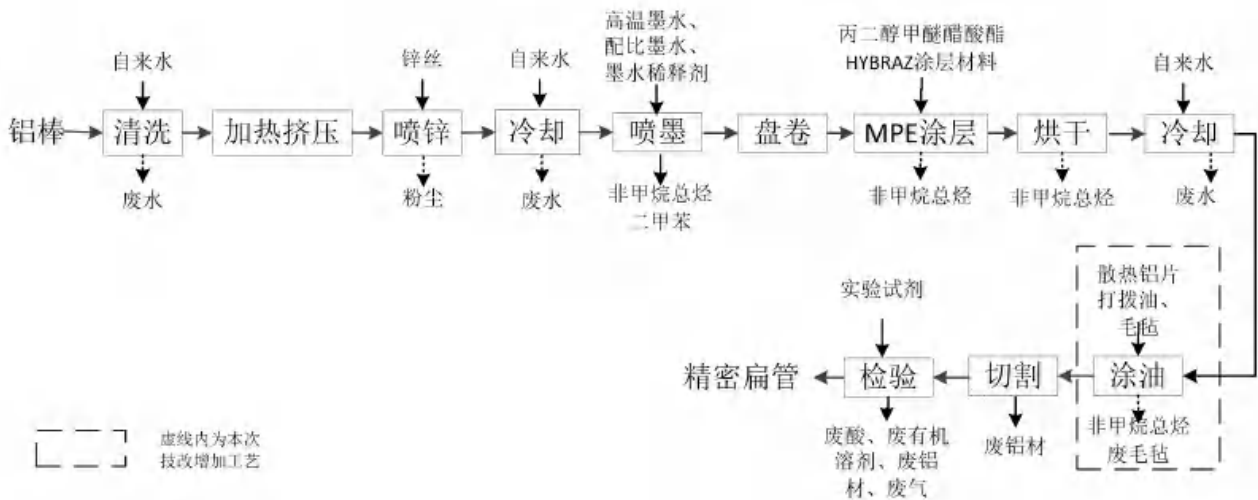 自来水
铝棒
清洗
废水
加热挤压
锌丝
喷锌
粉尘
自来水
冷却
废水
高温墨水、
配比墨水、
墨水稀释剂
喷墨
非甲烷总烃
二甲苯
盘卷
丙二醇甲醚醋酸酯
HYBRAZ涂层材料
MPE涂层
非甲烷总烃
烘干
非甲烷总烃
自来水
冷却
废水
散热铝片
打拨油、
毛毡
涂油
非甲烷总烃
废毛毡
切割
废铝材
实验试剂
检验
废酸、废有机
溶剂、废铝
材、废气
精密扁管
虚线内为本次
技改增加工艺